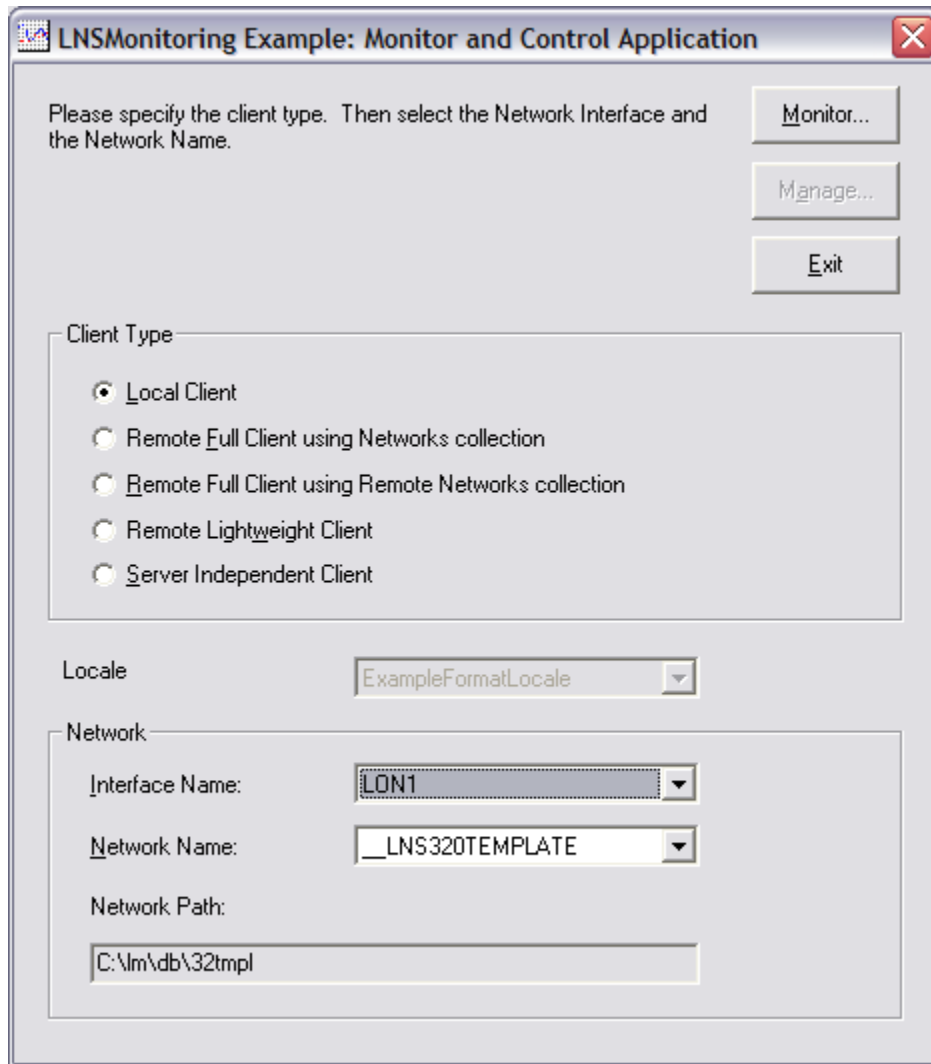 LNSMonitoring Example: Monitor and Control Application
Please specify the client type. Then select the Network Interface and
the Network Name.
Monitor...
Manage...
Exit
Client Type
Local Client
Remote Full Client using Networks collection
Remote Full Client using Remote Networks collection
Remote Lightweight Client
Server Independent Client
Locale
ExampleFormatLocale
Network
Interface Name:
LON1
Network Name:
__LNS320TEMPLATE
Network Path:
C:\lm\db\32tmpl